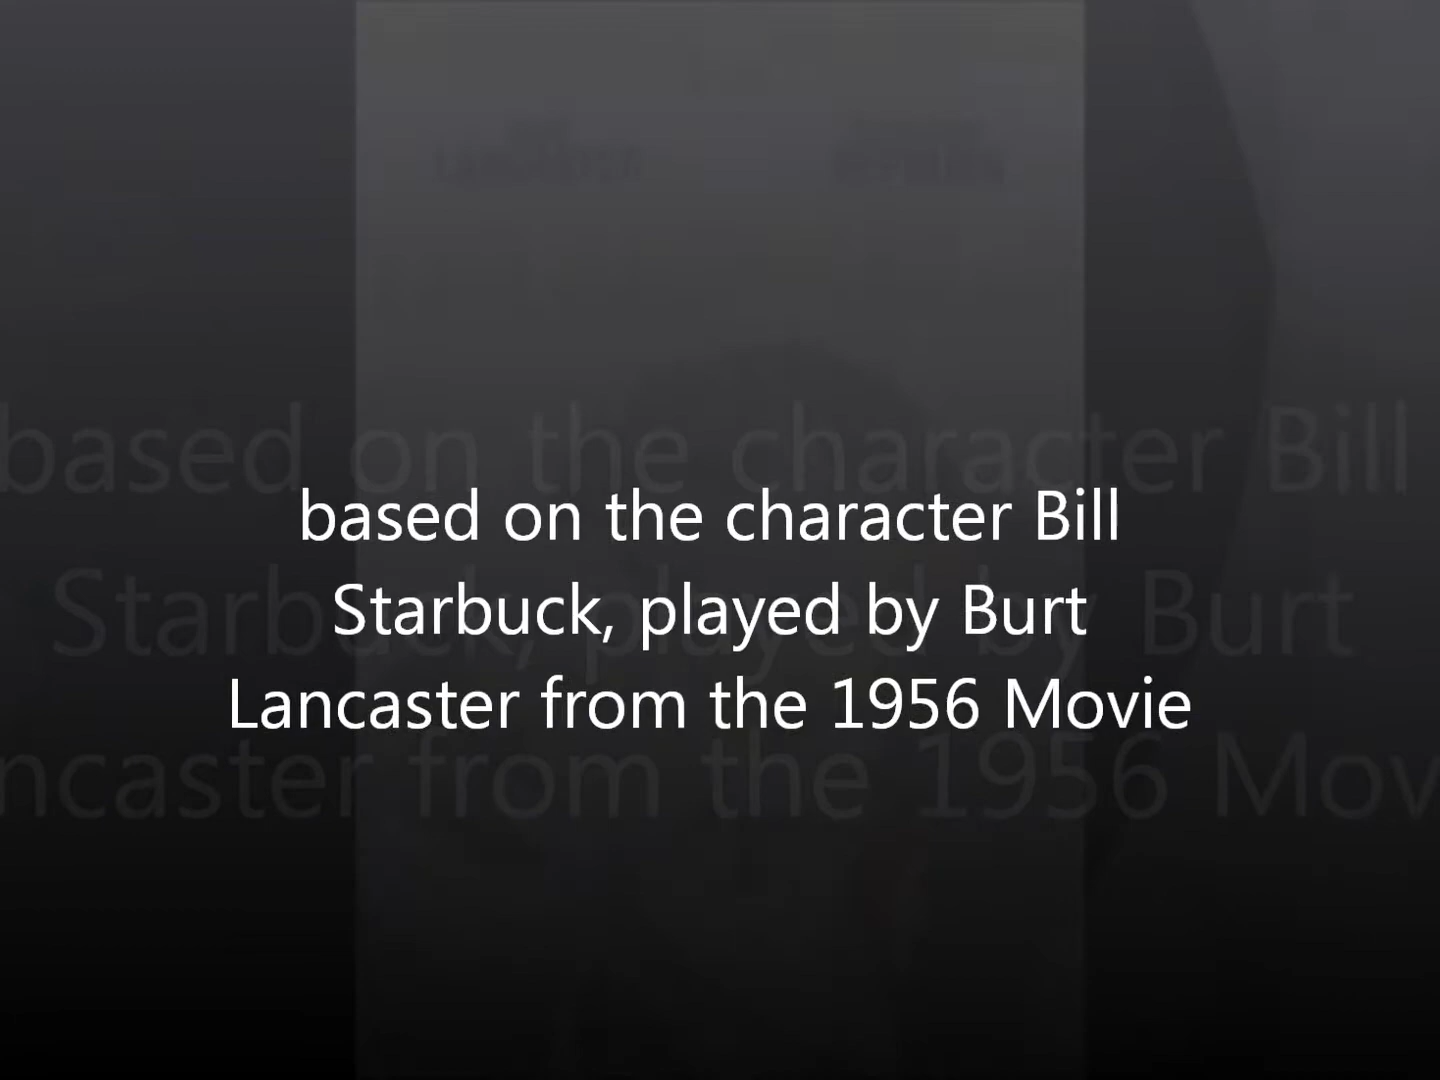 based on the character Bill
Starbuck, played by Burt
Lancaster from the 1956 Movie